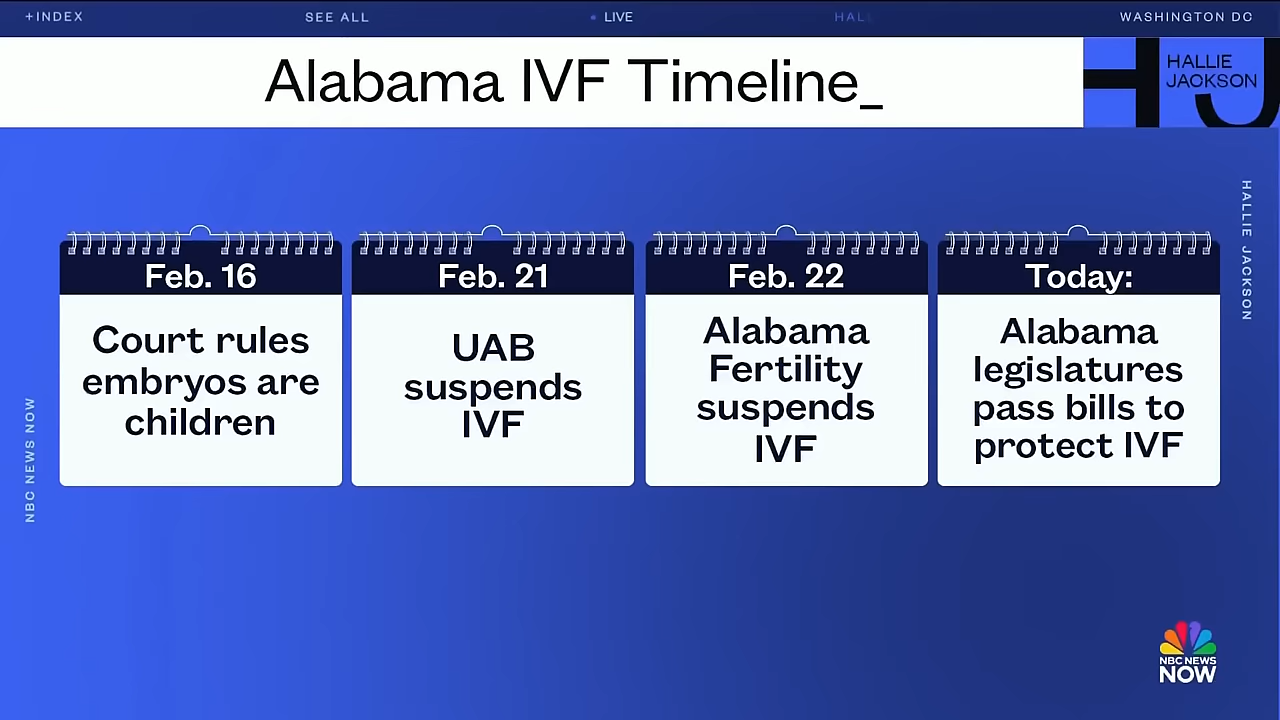 +INDEX
SEE ALL
LIVE
HAL
WASHINGTON DC
Alabama IVF Timeline_
HALLIE
JACKSON
HJ
Feb. 16
Court rules
embryos are
children
Feb. 21
UAB
suspends
IVF
Feb. 22
Alabama
Fertility
suspends
IVF
Today:
Alabama
legislatures
pass bills to
protect IVF
HALLIE JACKSON
NBC NEWS NOW
NBC NEWS
NOW